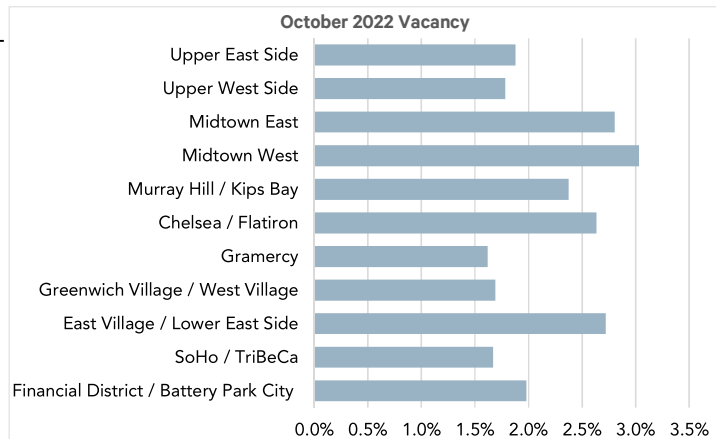 October 2022 Vacancy
Upper East Side
Upper West Side
Midtown East
Midtown West
Murray Hill / Kips Bay
Chelsea / Flatiron
Gramercy
Greenwich Village / West Village
East Village / Lower East Side
SoHo / TriBeCa
Financial District / Battery Park City
0.0% 0.5% 1.0% 1.5% 2.0% 2.5% 3.0% 3.5%